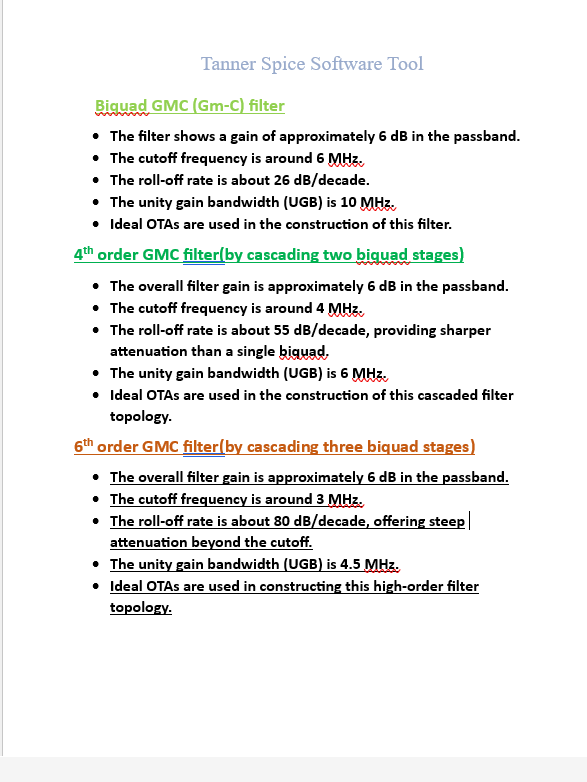 Tanner Spice Software Tool
Biquad GMC (Gm-C) filter
• The filter shows a gain of approximately 6 dB in the passband.
• The cutoff frequency is around 6 MHz.
• The roll-off rate is about 26 dB/decade.
• The unity gain bandwidth (UGB) is 10 MHz.
• Ideal OTAs are used in the construction of this filter.
4th order GMC filter(by cascading two biquad stages)
• The overall filter gain is approximately 6 dB in the passband.
• The cutoff frequency is around 4 MHz.
• The roll-off rate is about 55 dB/decade, providing sharper
attenuation than a single biquad.
• The unity gain bandwidth (UGB) is 6 MHz.
• Ideal OTAs are used in the construction of this cascaded filter
topology.
6th order GMC filter(by cascading three biquad stages)
• The overall filter gain is approximately 6 dB in the passband.
• The cutoff frequency is around 3 MHz.
• The roll-off rate is about 80 dB/decade, offering steep
attenuation beyond the cutoff.
• The unity gain bandwidth (UGB) is 4.5 MHz.
• Ideal OTAs are used in constructing this high-order filter
topology.